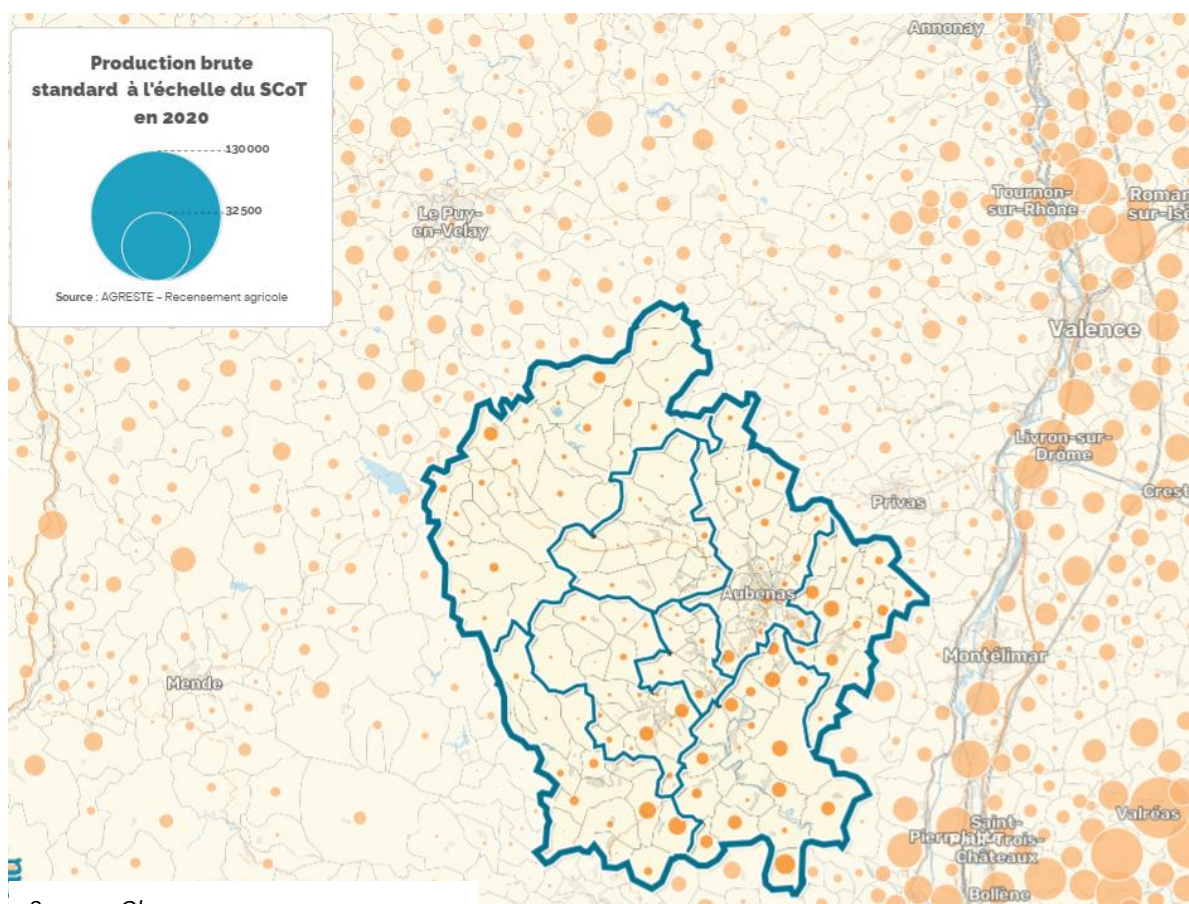 Production brute
standard à l'échelle du SCoT
en 2020
130 000
32 500
Source : AGRESTE - Recensement agricole
Annonay
Le Puy-
en-Velay
Tournon-
sur-Rhône
Roman
sur-Isè
Valence
Livron-sur-
Drôme
Crest
Privas
Aubenas
Montélimar
Mende
Valréas
Saint-
Trois-
Châteaux
Bollène